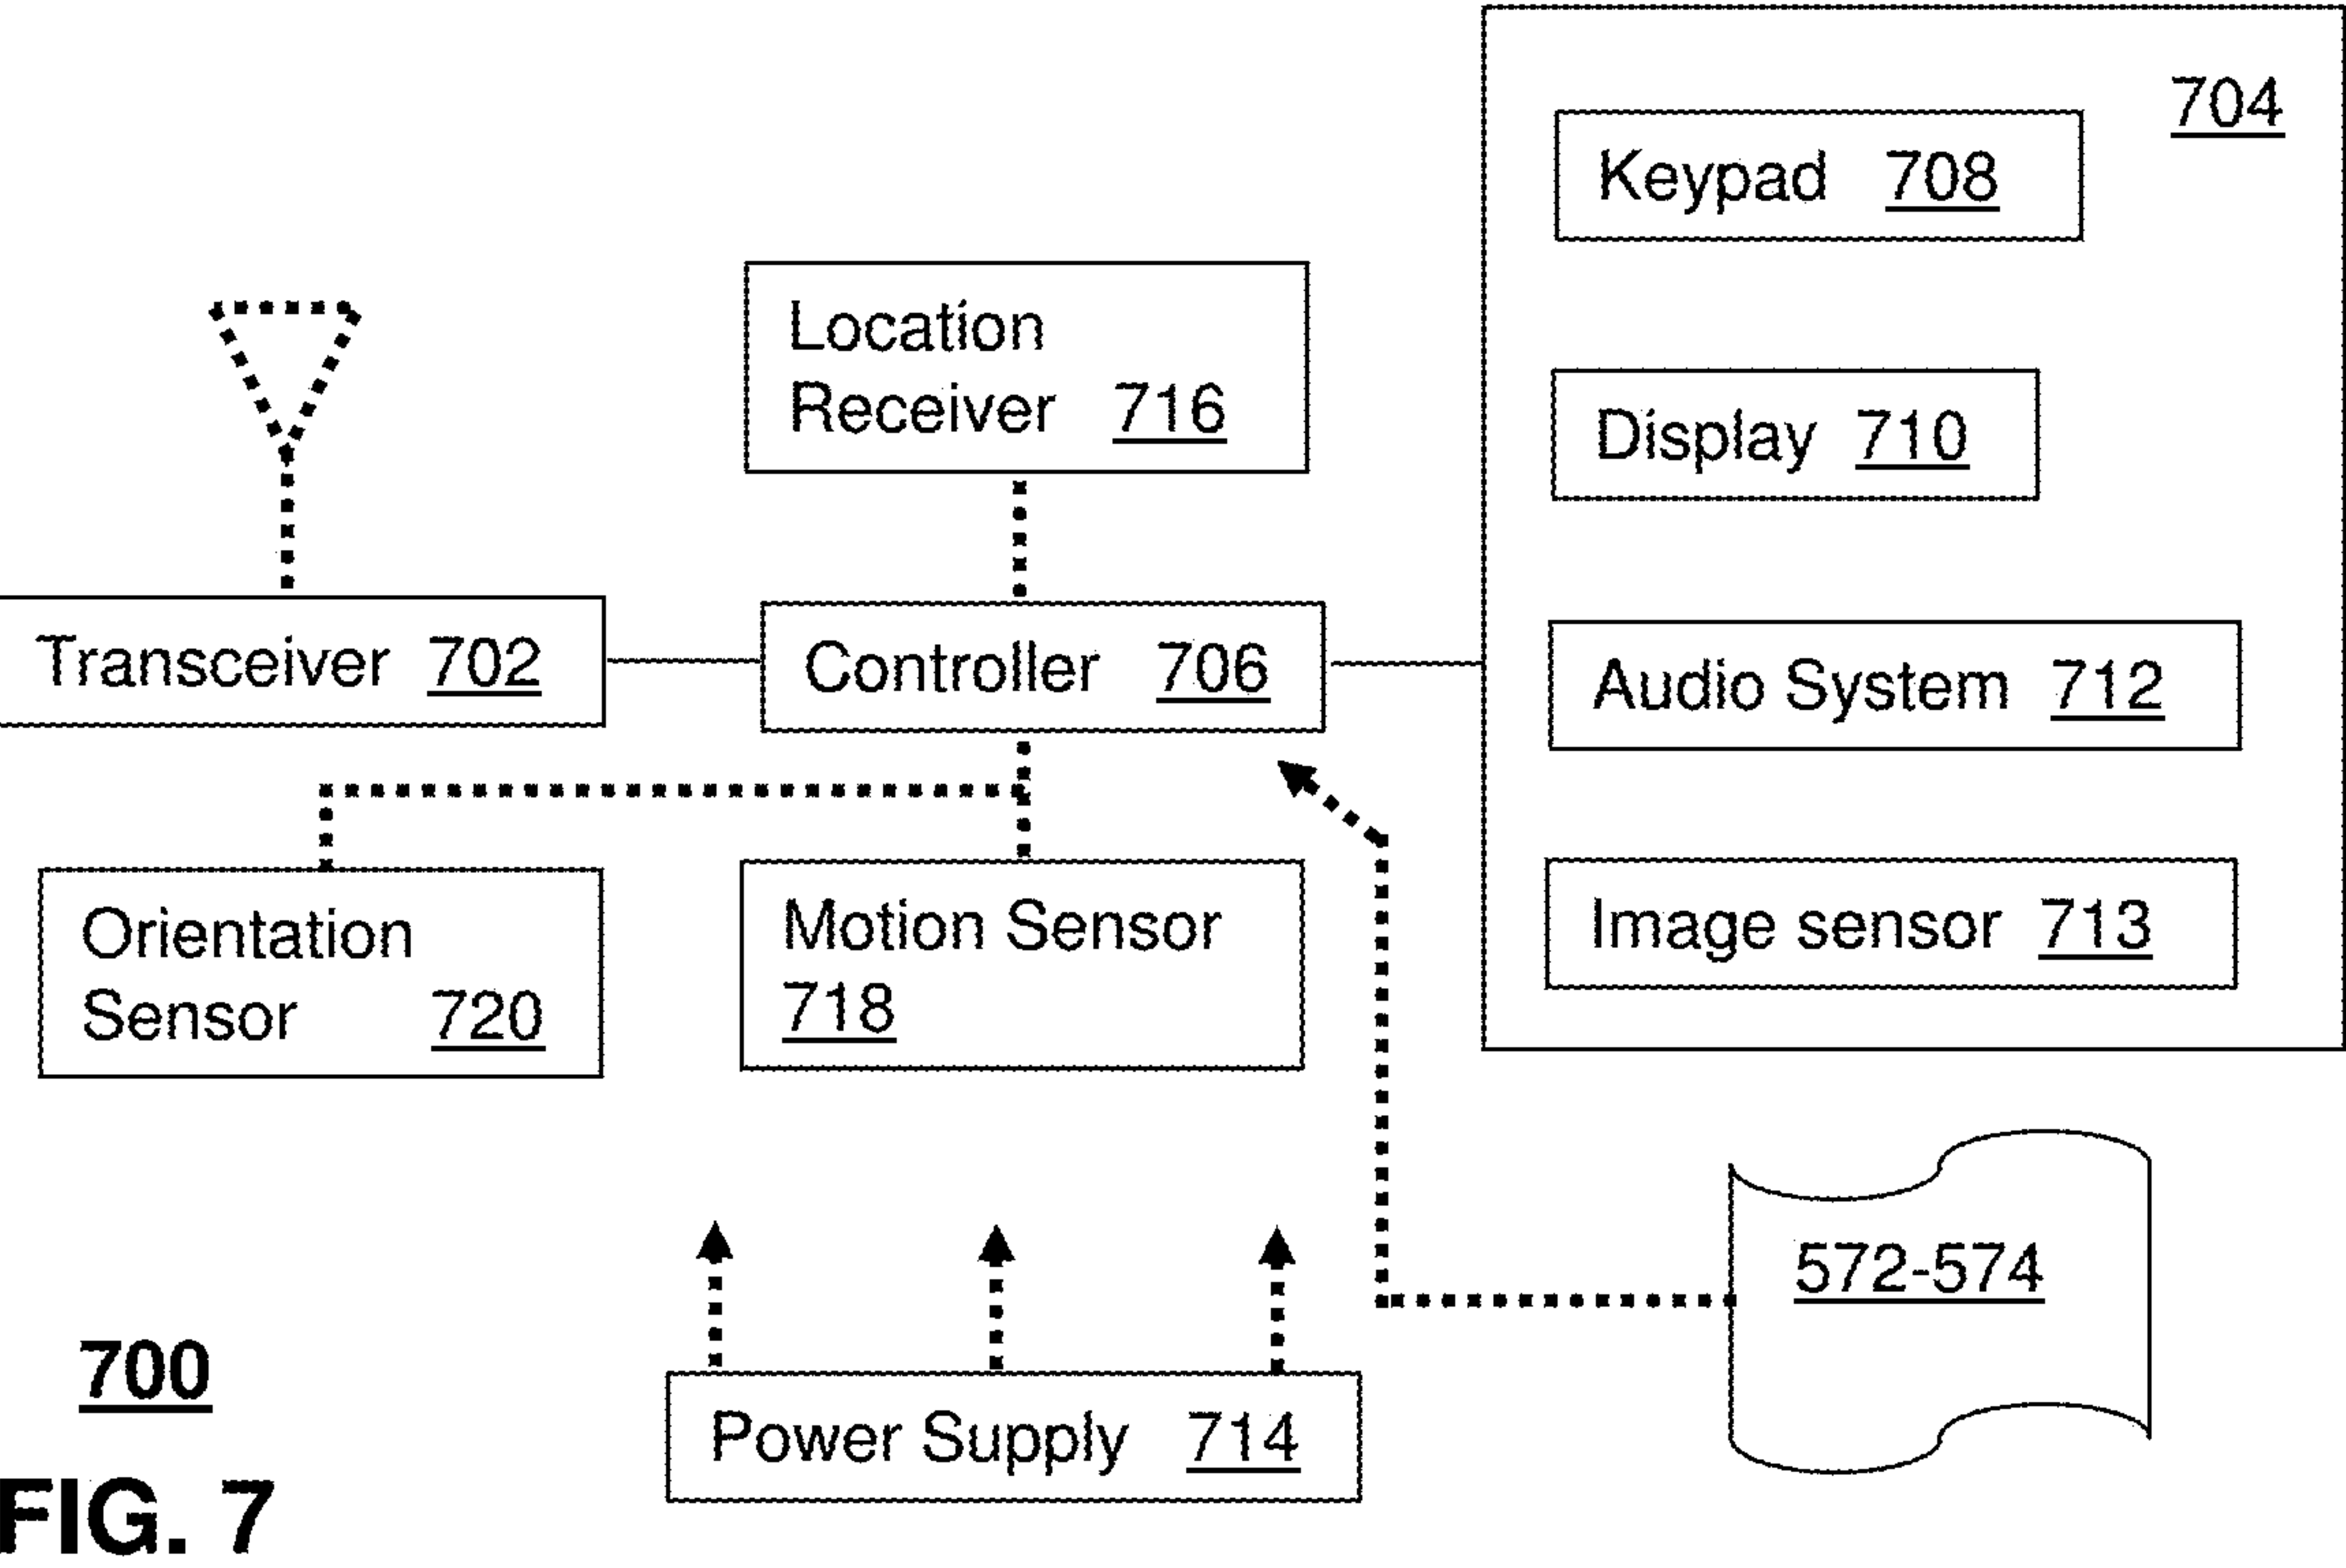 704
Keypad 708
Location
Receiver 716
Display 710
Transceiver 702
Controller 706
Audio System 712
Orientation
Sensor 720
Motion Sensor
718
Image sensor 713
572-574
700
Power Supply 714
FIG. 7